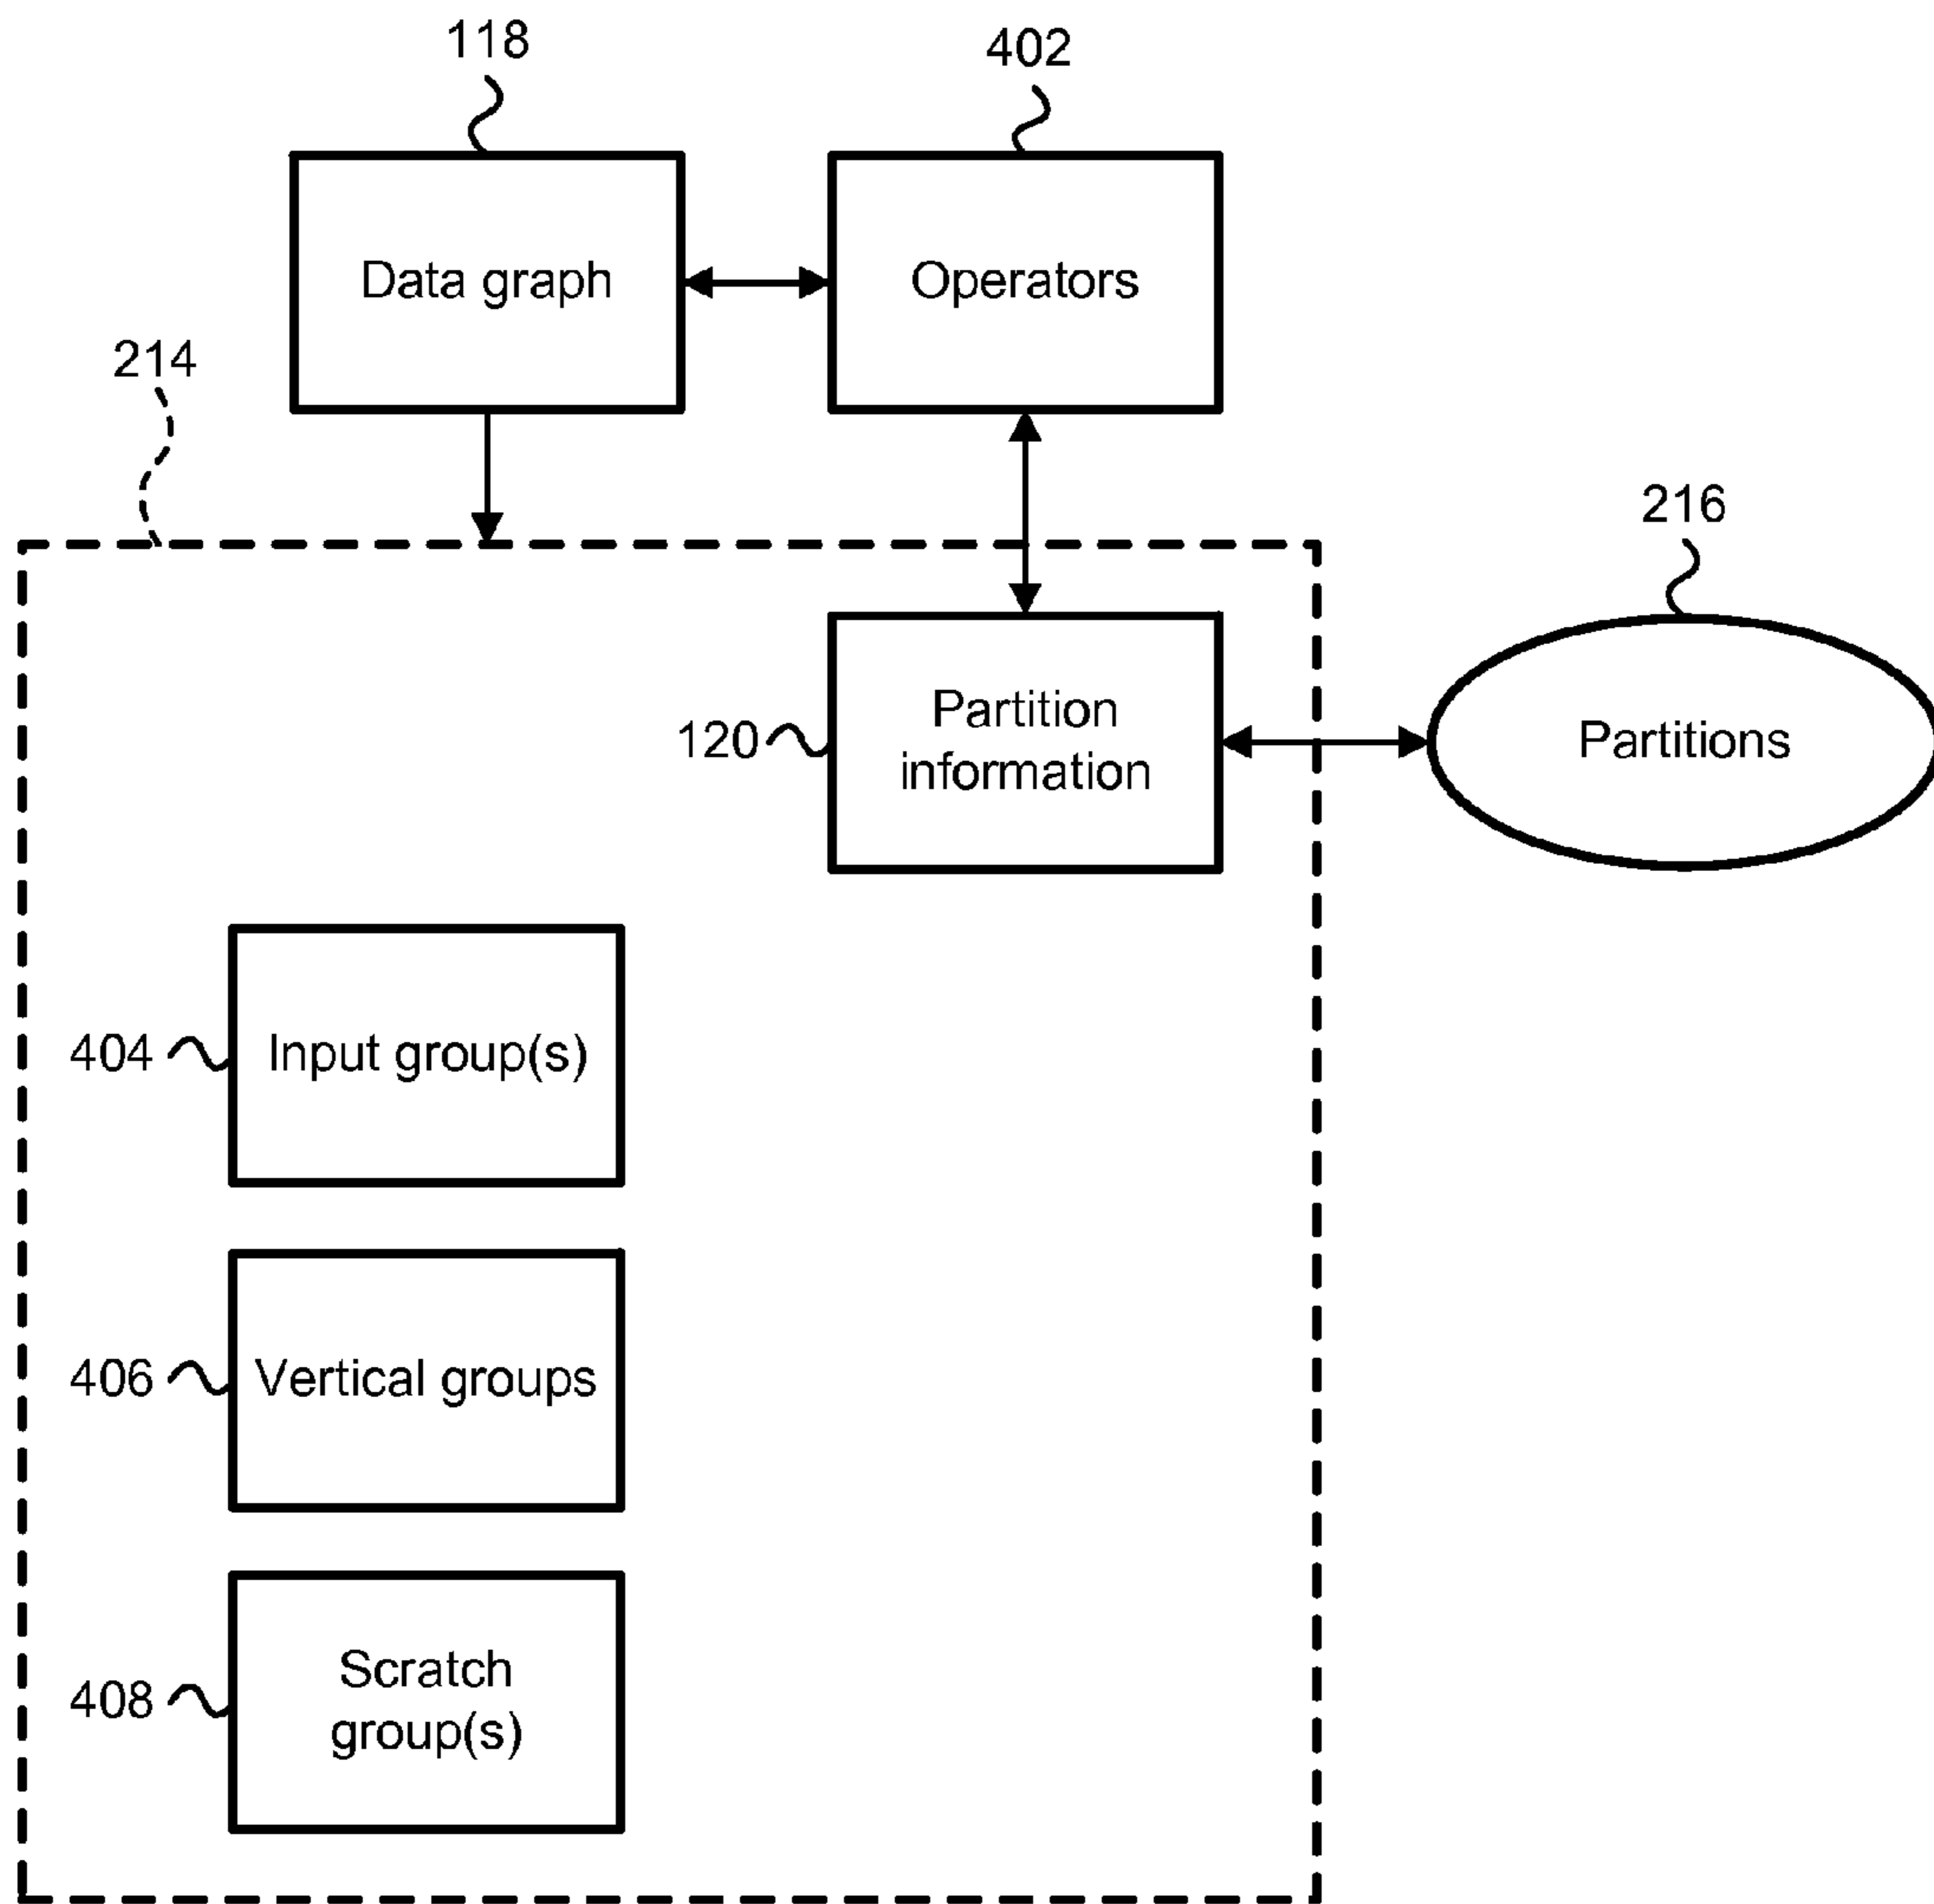 118
402
Data graph
Operators
214
216
120
Partition
information
Partitions
404
Input group(s)
406
Vertical groups
408
Scratch
group(s)